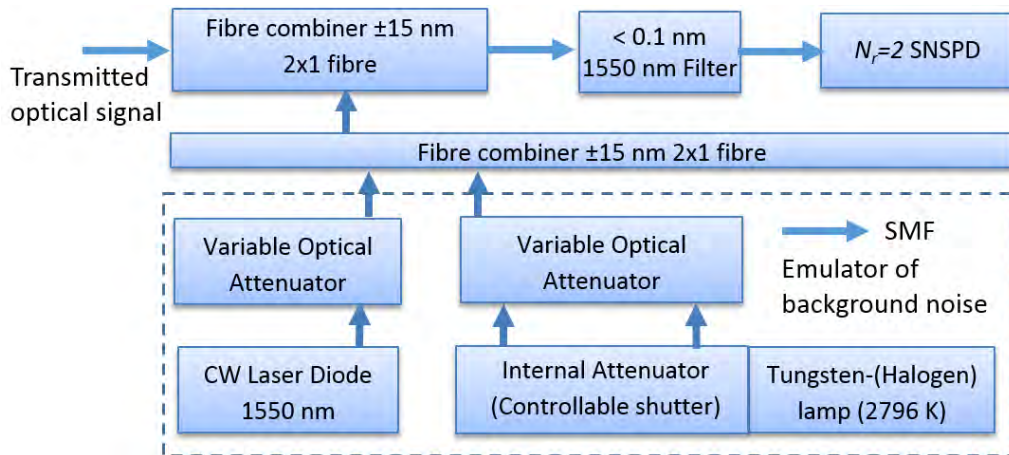 Transmitted
optical signal
Fibre combiner ±15 nm
2x1 fibre
< 0.1 nm
1550 nm Filter
Nr=2 SNSPD
Fibre combiner ±15 nm 2x1 fibre
Variable Optical
Attenuator
Variable Optical
Attenuator
SMF
Emulator of
background noise
CW Laser Diode
1550 nm
Internal Attenuator
(Controllable shutter)
Tungsten-(Halogen)
lamp (2796 K)